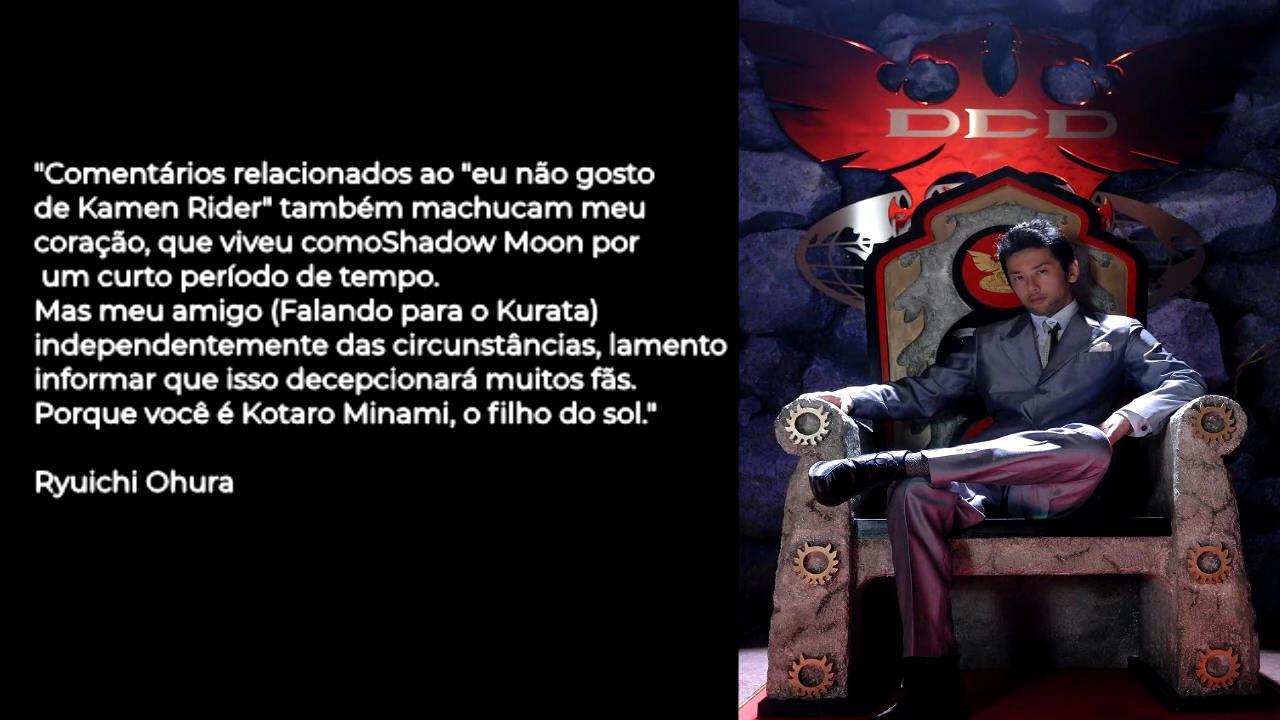 "Comentários relacionados ao "eu não gosto
de Kamen Rider" também machucam meu
coração, que viveu comoShadow Moon por
um curto período de tempo.
Mas meu amigo (Falando para o Kurata)
independentemente das circunstâncias, lamento
informar que isso decepcionará muitos fãs.
Porque você é Kotaro Minami, o filho do sol."
Ryuichi Ohura
DCD